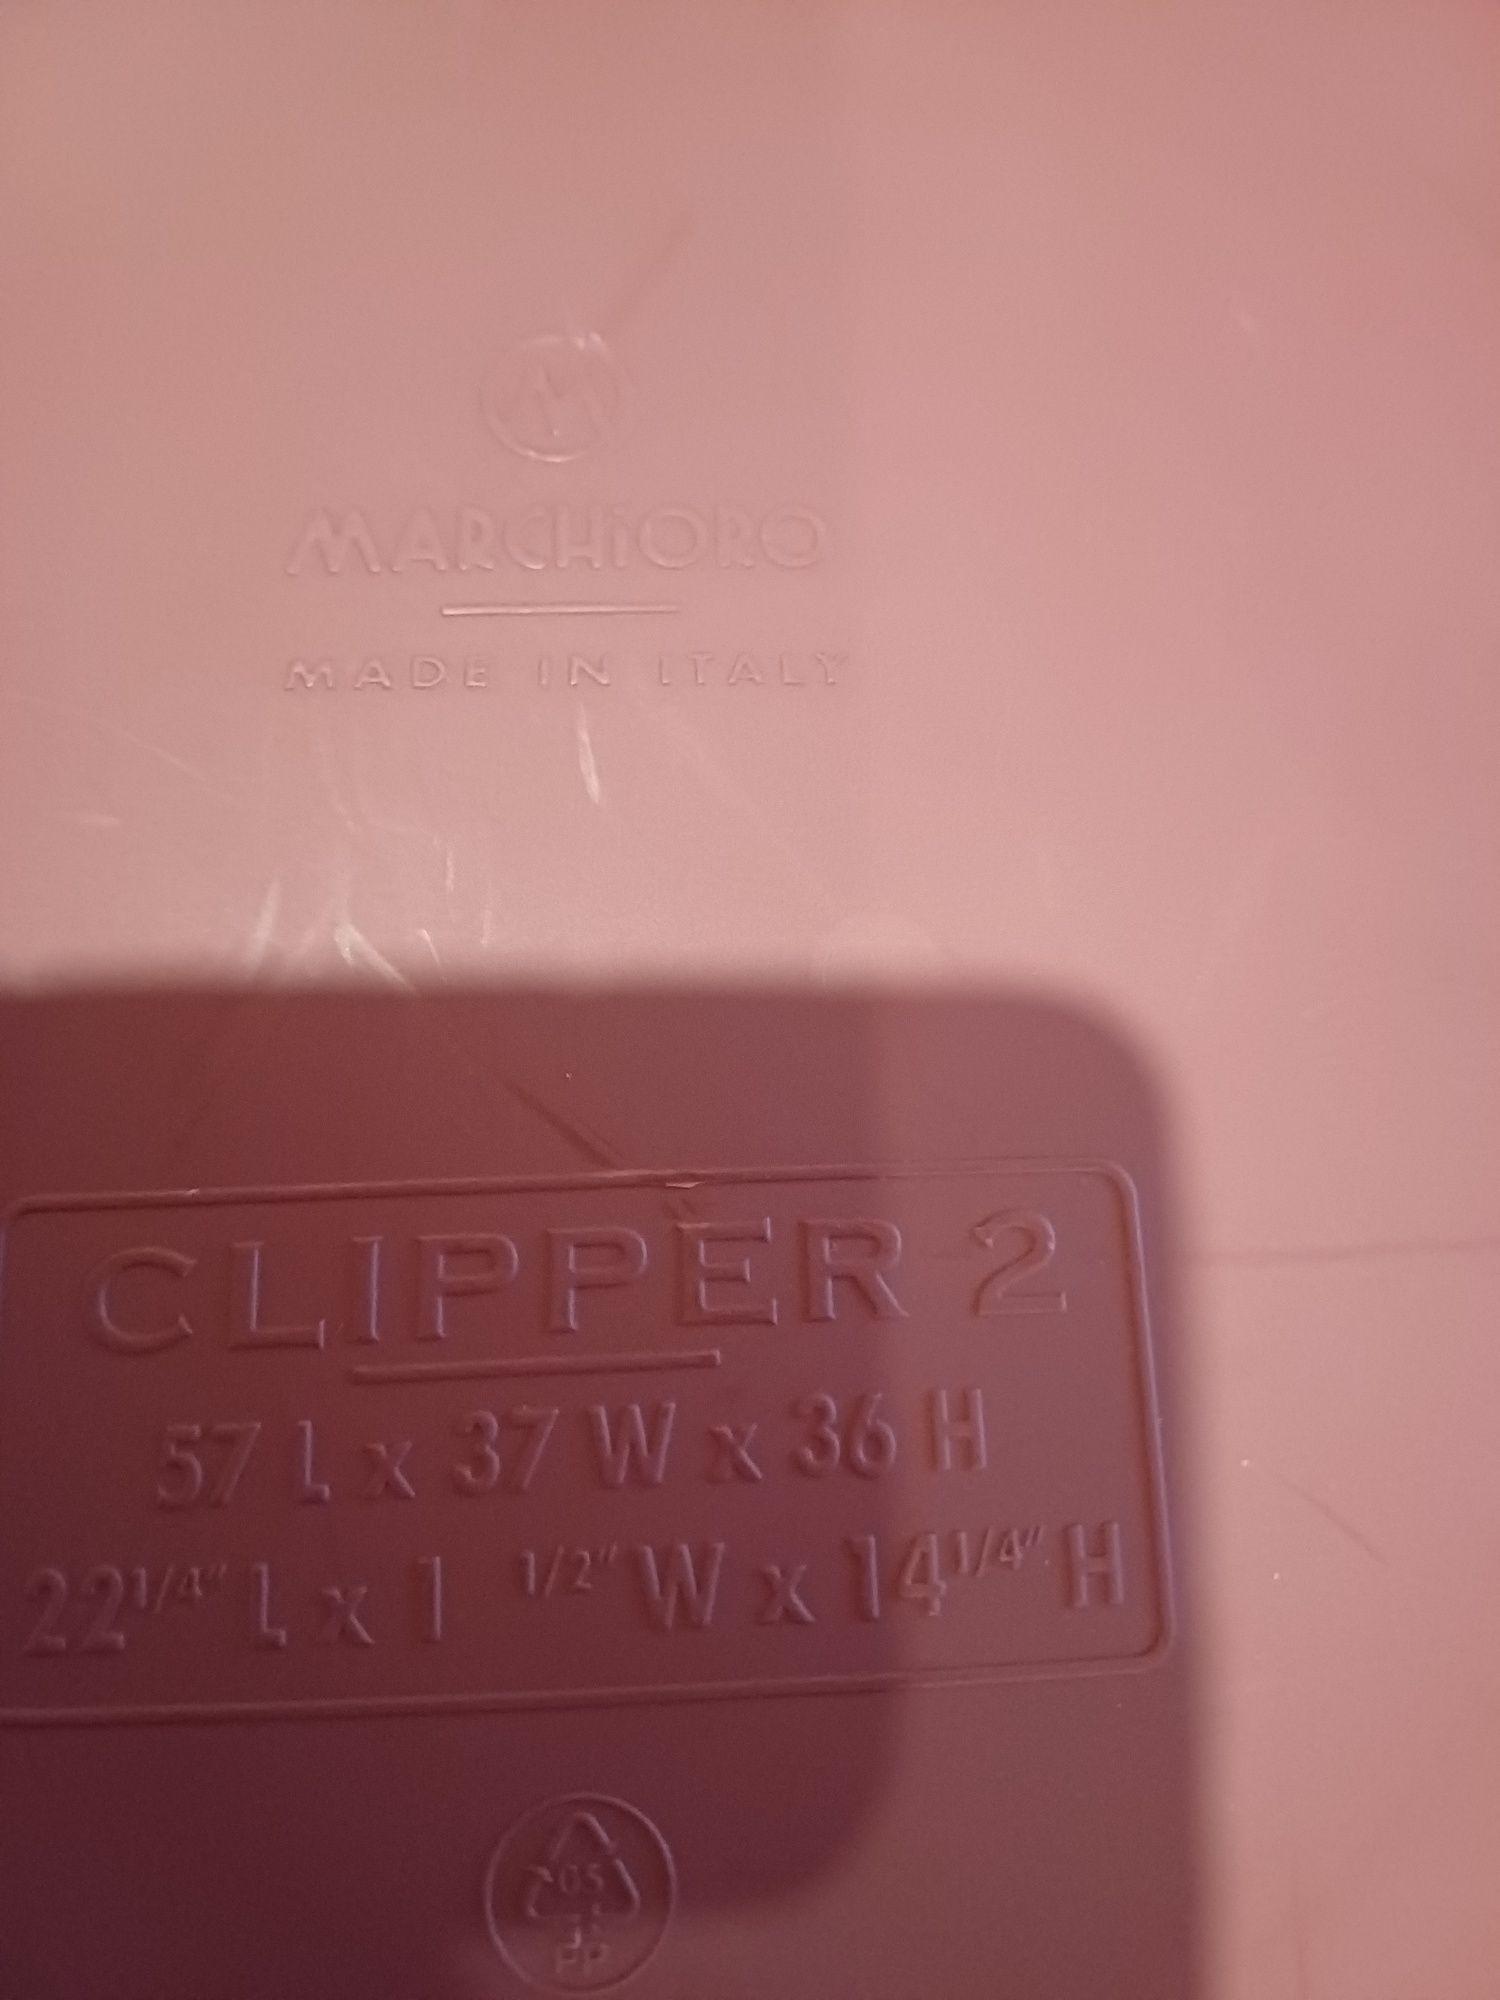 M
MARCHiORO
MADE IN ITALY
CLIPPER 2
57 L x 37 W x 36 H
22 1/4" L x 1 1/2" W x 14 1/4" H
05
PP